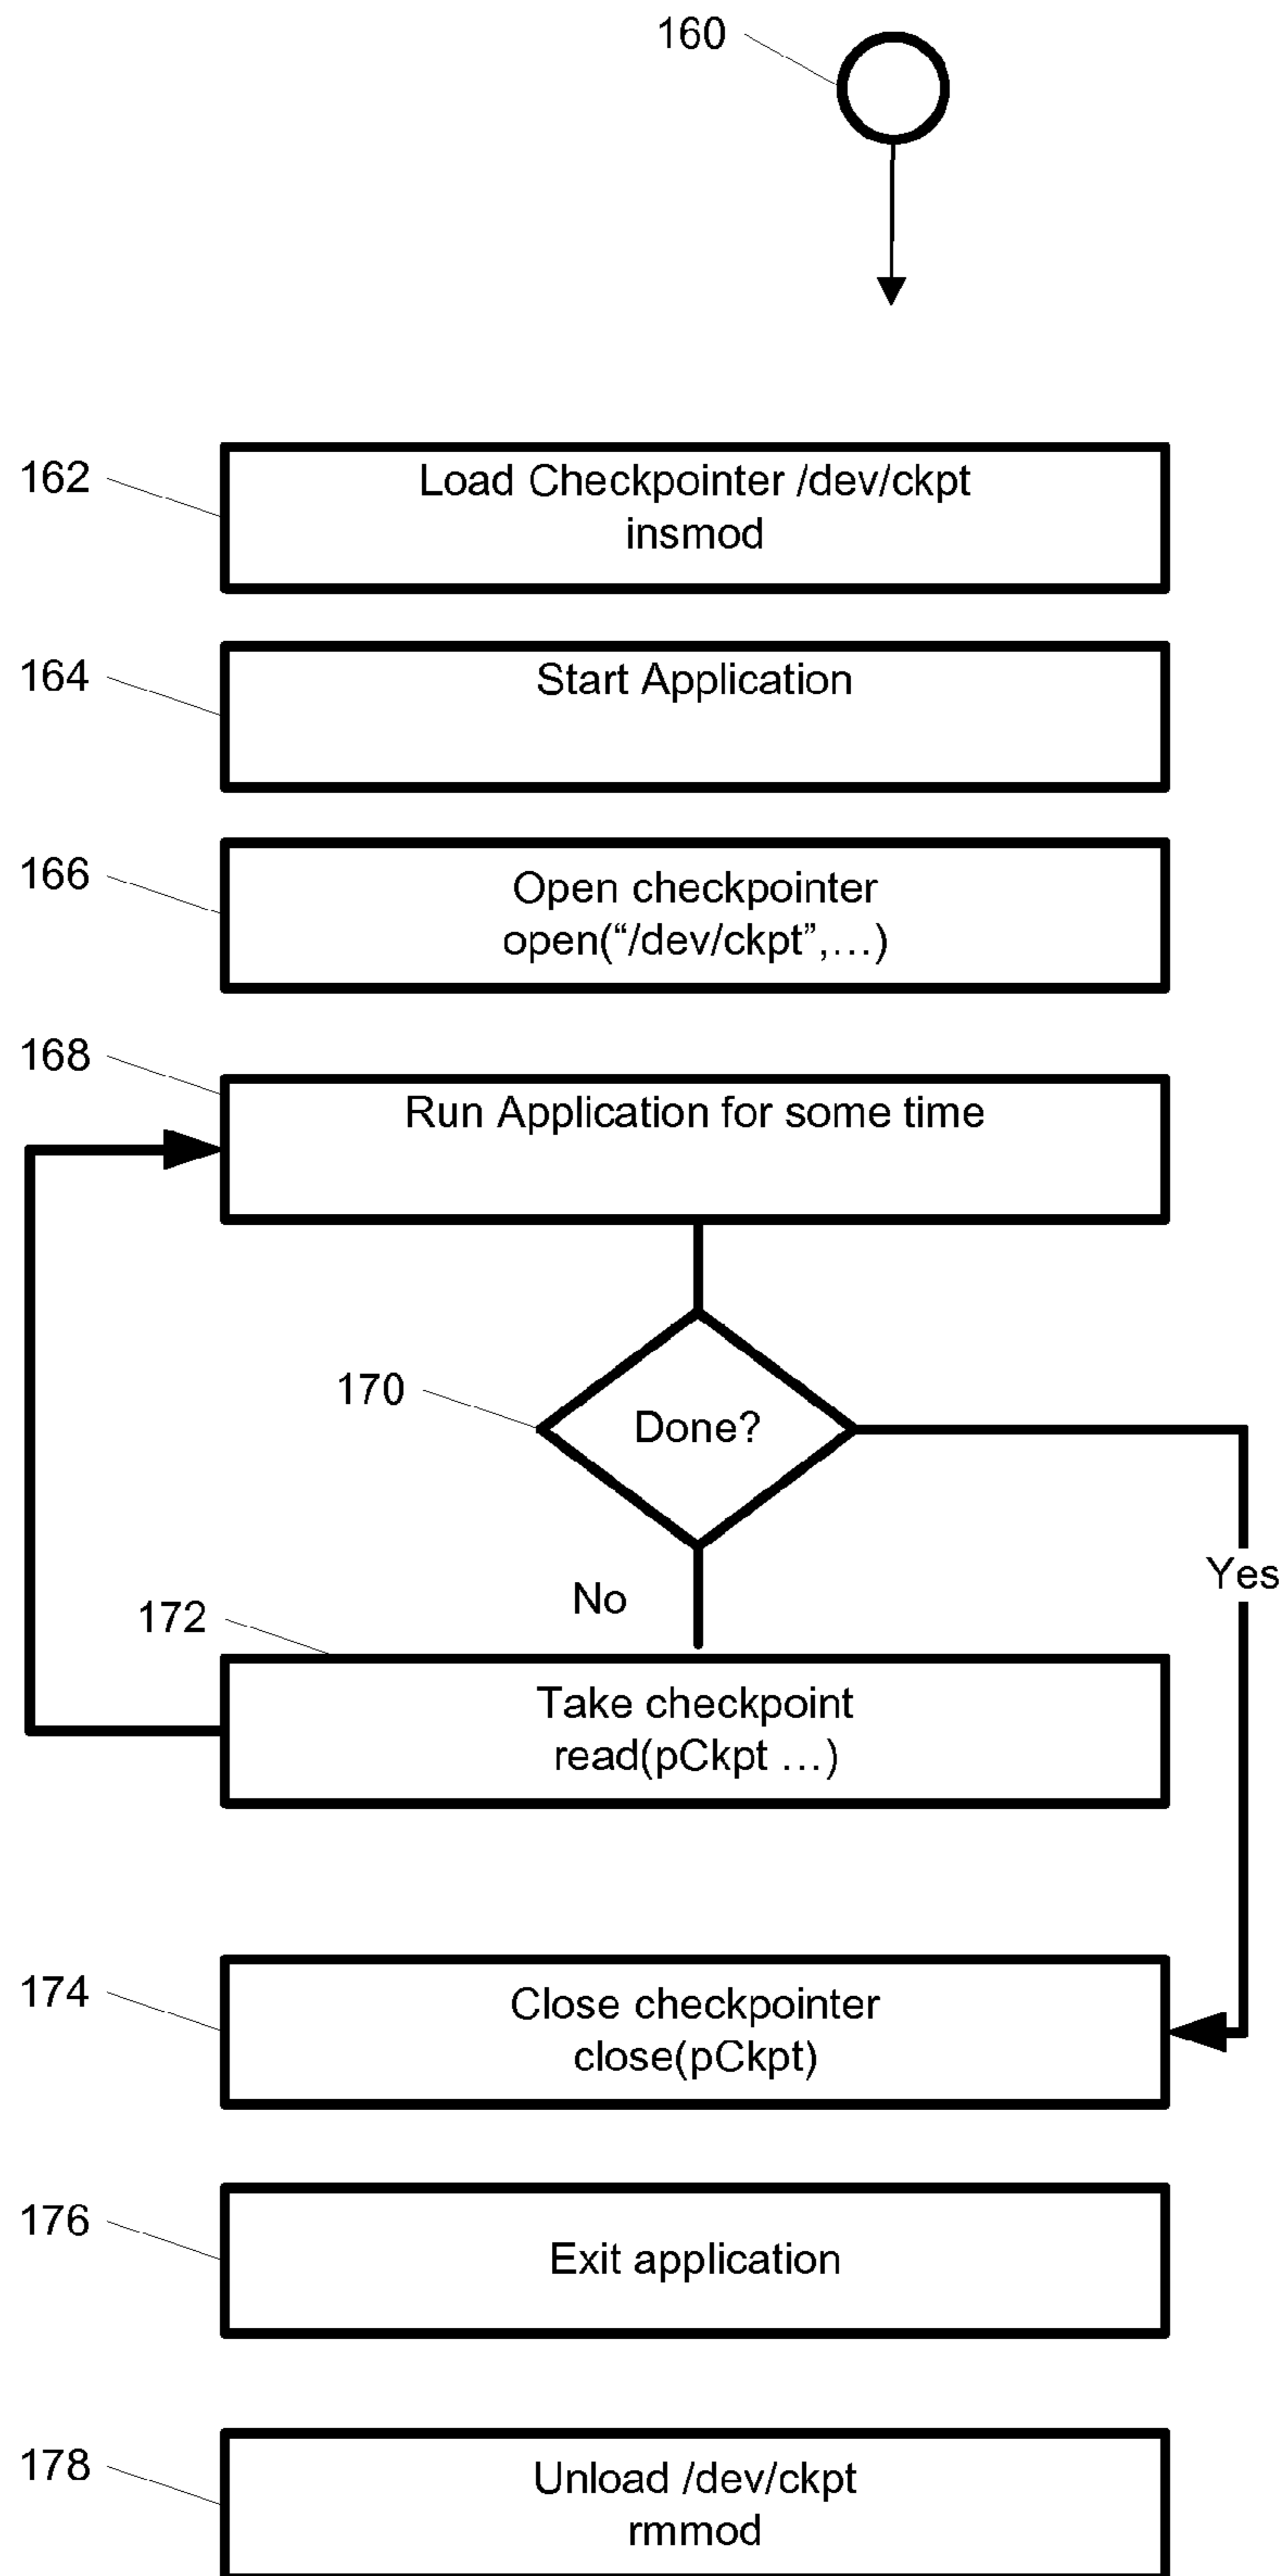 160
162
Load Checkpointer /dev/ckpt
insmod
164
Start Application
166
Open checkpointer
open(“/dev/ckpt”,…)
168
Run Application for some time
170
Done?
Yes
No
172
Take checkpoint
read(pCkpt …)
174
Close checkpointer
close(pCkpt)
176
Exit application
178
Unload /dev/ckpt
rmmod